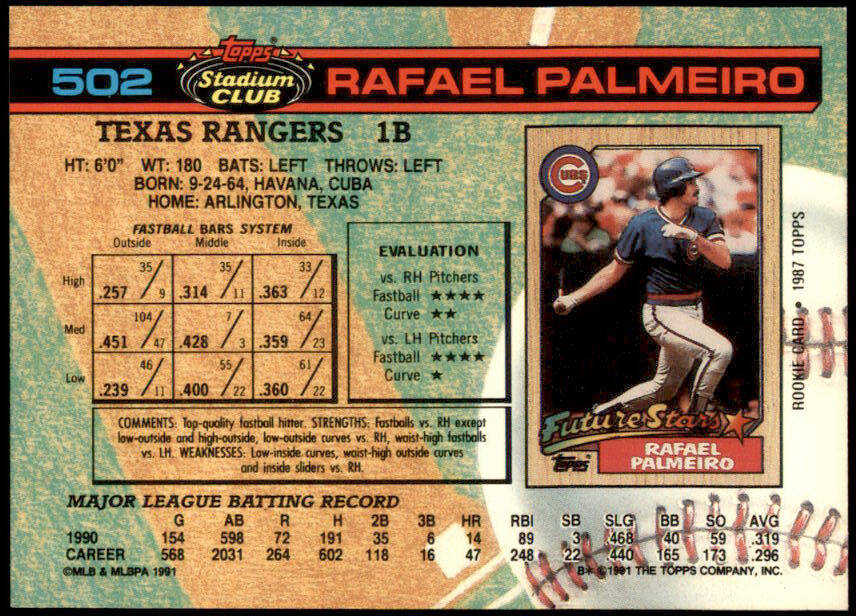 502
Topps
Stadium
CLUB
RAFAEL PALMEIRO
TEXAS RANGERS 1B
HT: 6'0" WT: 180 BATS: LEFT THROWS: LEFT
BORN: 9-24-64, HAVANA, CUBA
HOME: ARLINGTON, TEXAS
FASTBALL BARS SYSTEM
Outside Middle Inside
High .257 35/9 .314 35/11 .363 33/12
Med .451 104/47 .428 7/3 .359 64/23
Low .239 46/11 .400 55/22 .360 61/22
EVALUATION
vs. RH Pitchers
Fastball ★★★★
Curve ★★
vs. LH Pitchers
Fastball ★★★★
Curve ★
COMMENTS: Top-quality fastball hitter. STRENGTHS: Fastballs vs. RH except
low-outside and high-outside, low-outside curves vs. RH, waist-high fastballs
vs. LH. WEAKNESSES: Low-inside curves, waist-high outside curves
and inside sliders vs. RH.
CUBS
Future Stars
Topps
RAFAEL
PALMEIRO
ROOKIE CARD • 1987 TOPPS
MAJOR LEAGUE BATTING RECORD
G AB R H 2B 3B HR RBI SB SLG BB SO AVG
1990 154 598 72 191 35 6 14 89 3 .468 40 59 .319
CAREER 568 2031 264 602 118 16 47 248 22 .440 165 173 .296
©MLB & MLBPA 1991
B* ©1991 THE TOPPS COMPANY, INC.